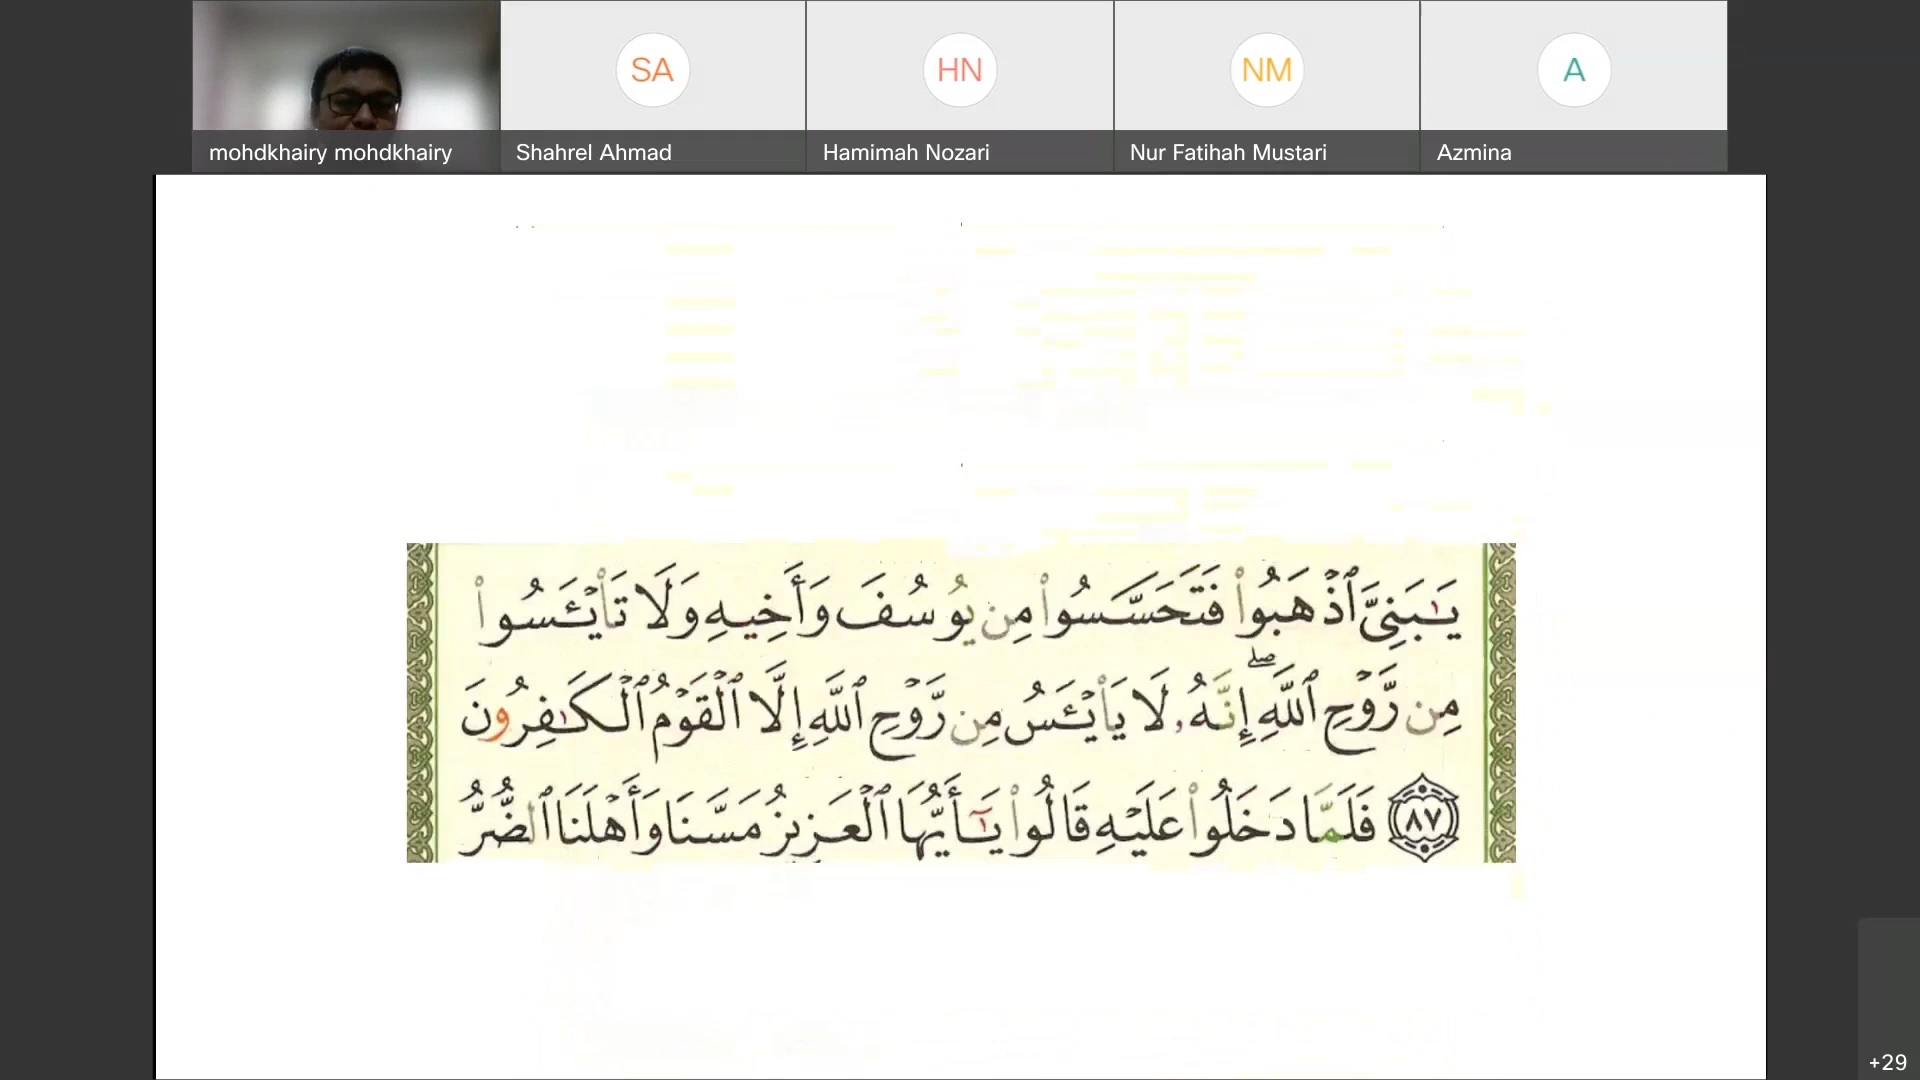 SA
HN
NM
A
mohdkhairy mohdkhairy
Shahrel Ahmad
Hamimah Nozari
Nur Fatihah Mustari
Azmina
يَـٰبَنِىَّ ٱذْهَبُوا۟ فَتَحَسَّسُوا۟ مِن يُوسُفَ وَأَخِيهِ وَلَا تَا۟يْـَٔسُوا۟
مِن رَّوْحِ ٱللَّهِ ۖ إِنَّهُۥ لَا يَا۟يْـَٔسُ مِن رَّوْحِ ٱللَّهِ إِلَّا ٱلْقَوْمُ ٱلْكَـٰفِرُونَ
٨٧ فَلَمَّا دَخَلُوا۟ عَلَيْهِ قَالُوا۟ يَـٰٓأَيُّهَا ٱلْعَزِيزُ مَسَّنَا وَأَهْلَنَا ٱلضُّرُّ
+29